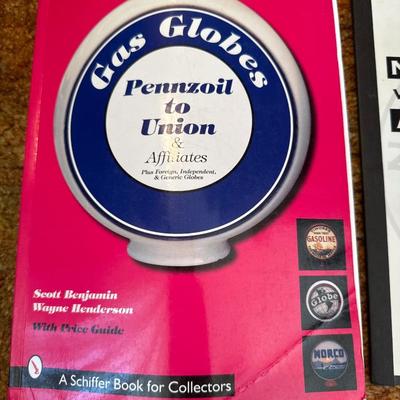 Gas Globes
Pennzoil
to
Union
&
Affiliates
Plus Foreign, Independent,
& Generic Globes
GASOLINE
Globe
NORCO
Scott Benjamin
Wayne Henderson
With Price Guide
A Schiffer Book for Collectors